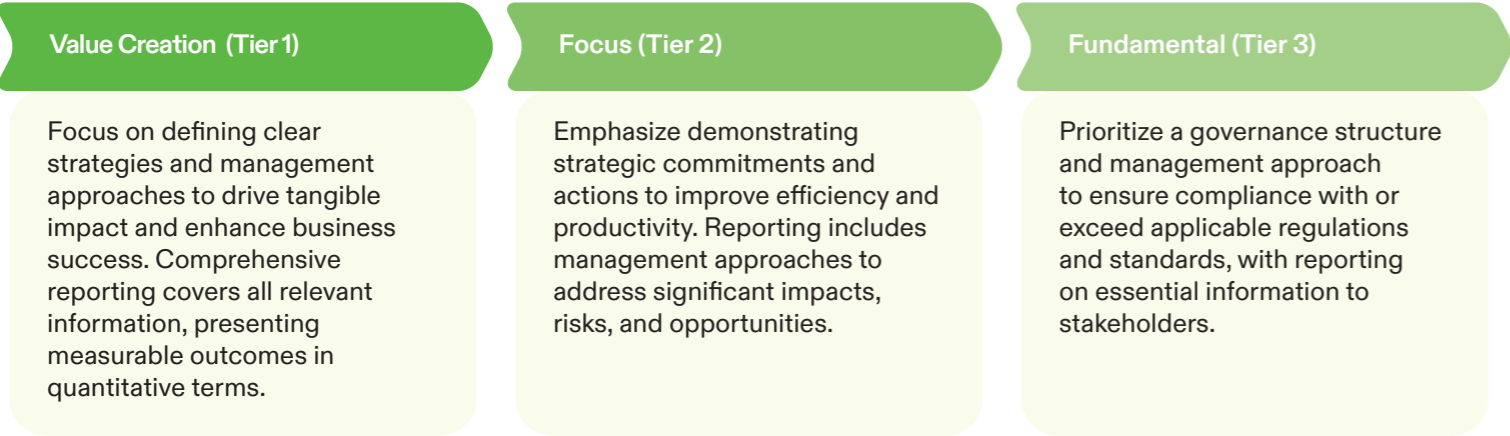 Value Creation (Tier 1)
Focus on defining clear
strategies and management
approaches to drive tangible
impact and enhance business
success. Comprehensive
reporting covers all relevant
information, presenting
measurable outcomes in
quantitative terms.
Focus (Tier 2)
Emphasize demonstrating
strategic commitments and
actions to improve efficiency and
productivity. Reporting includes
management approaches to
address significant impacts,
risks, and opportunities.
Fundamental (Tier 3)
Prioritize a governance structure
and management approach
to ensure compliance with or
exceed applicable regulations
and standards, with reporting
on essential information to
stakeholders.